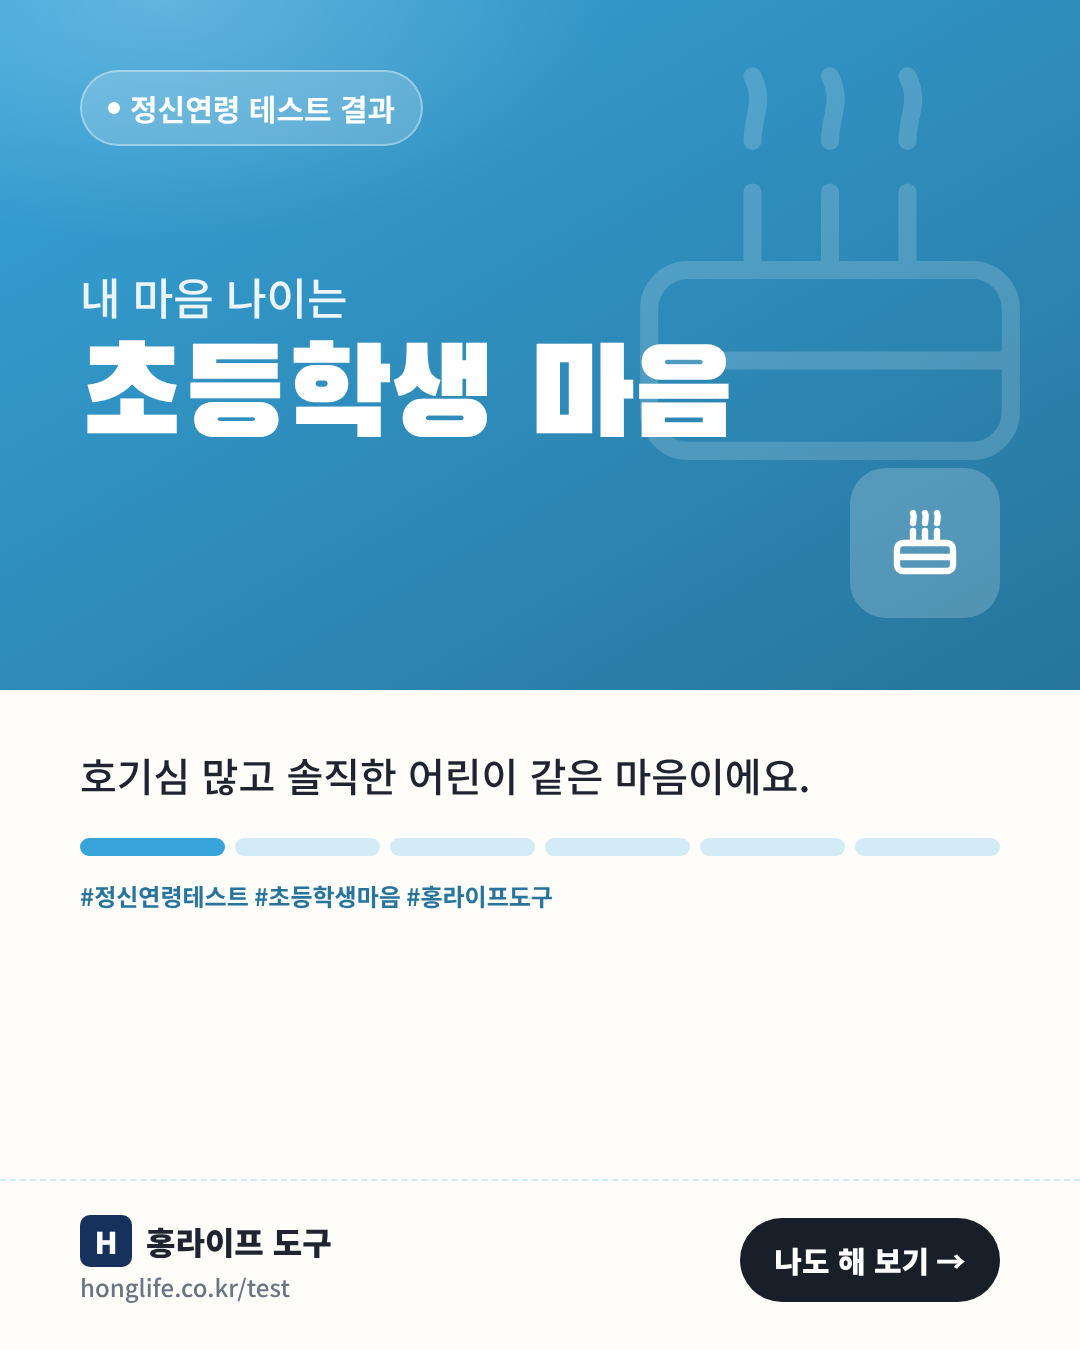 정신연령 테스트 결과
내 마음 나이는
초등학생 마음
호기심 많고 솔직한 어린이 같은 마음이에요.
#정신연령테스트 #초등학생마음 #홍라이프도구
H 홍라이프 도구
honglife.co.kr/test
나도 해 보기 →